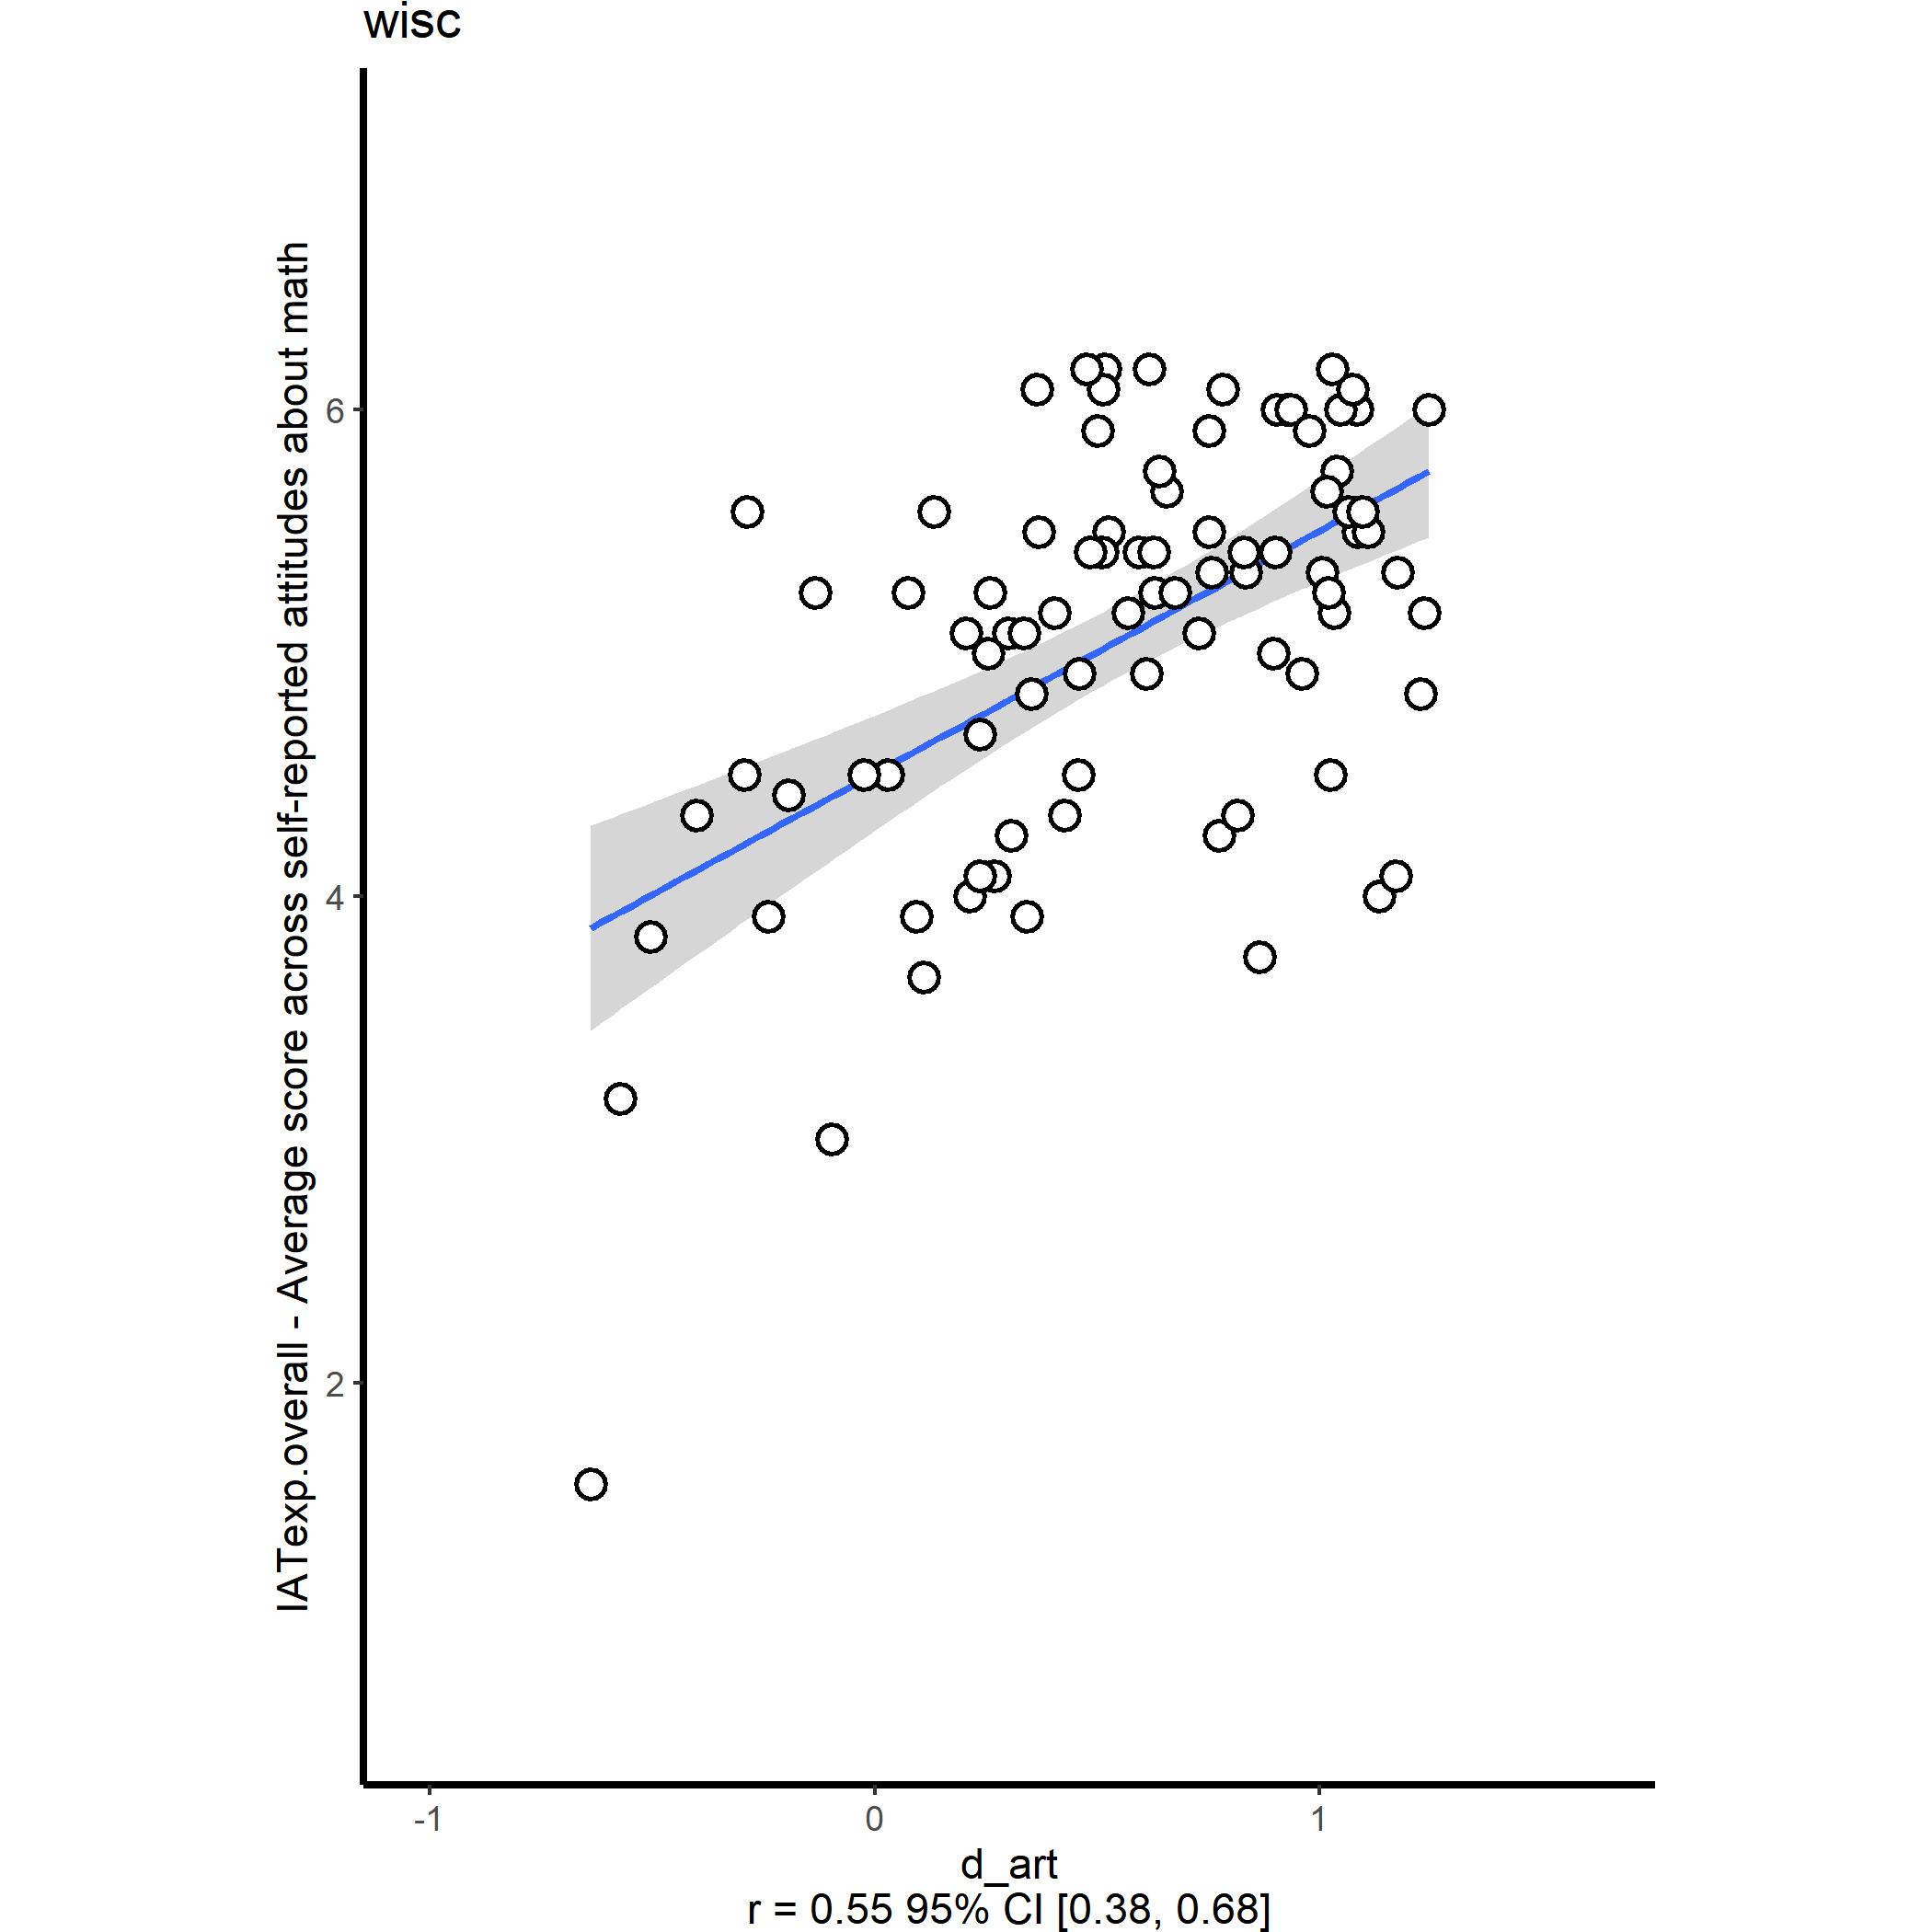 wisc
IATexp.overall - Average score across self-reported attitudes about math
6
4
2
-1
0
1
d_art
r = 0.55 95% CI [0.38, 0.68]